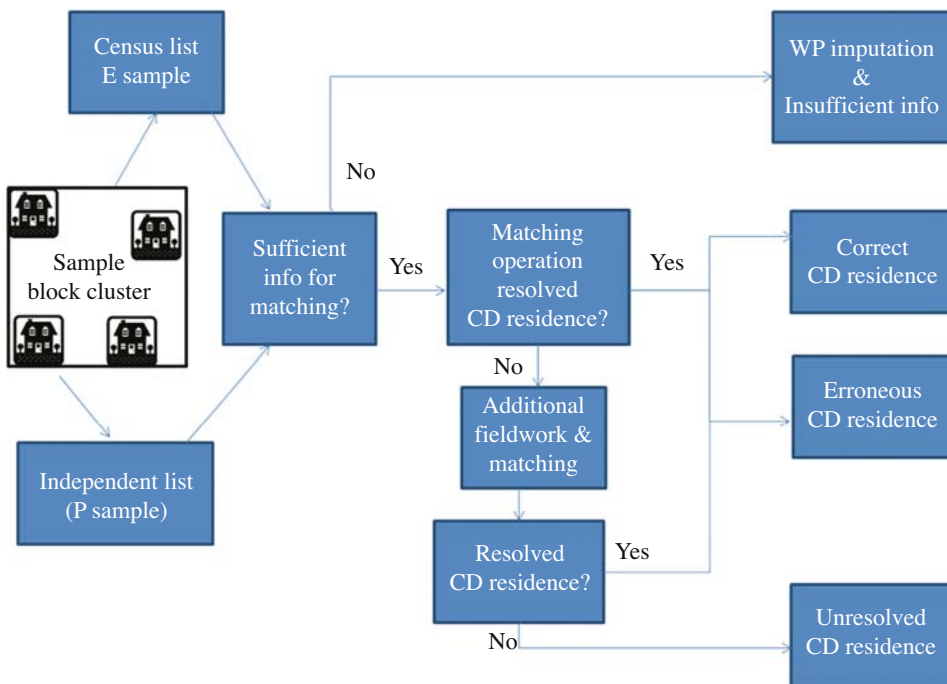 Census list
E sample
WP imputation
&
Insufficient info
No
Sample
block cluster
Sufficient
info for
matching?
Yes
Matching
operation
resolved
CD residence?
Yes
Correct
CD residence
No
Additional
fieldwork &
matching
Erroneous
CD residence
Independent list
(P sample)
Resolved
CD residence?
Yes
No
Unresolved
CD residence